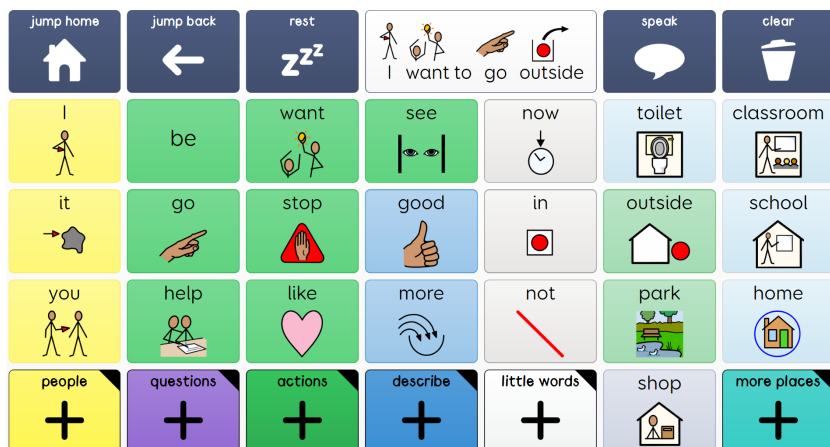 jump home
jump back
rest
I want to go outside
speak
clear
I
be
want
see
now
toilet
classroom
it
go
stop
good
in
outside
school
you
help
like
more
not
park
home
people
questions
actions
describe
little words
shop
more places